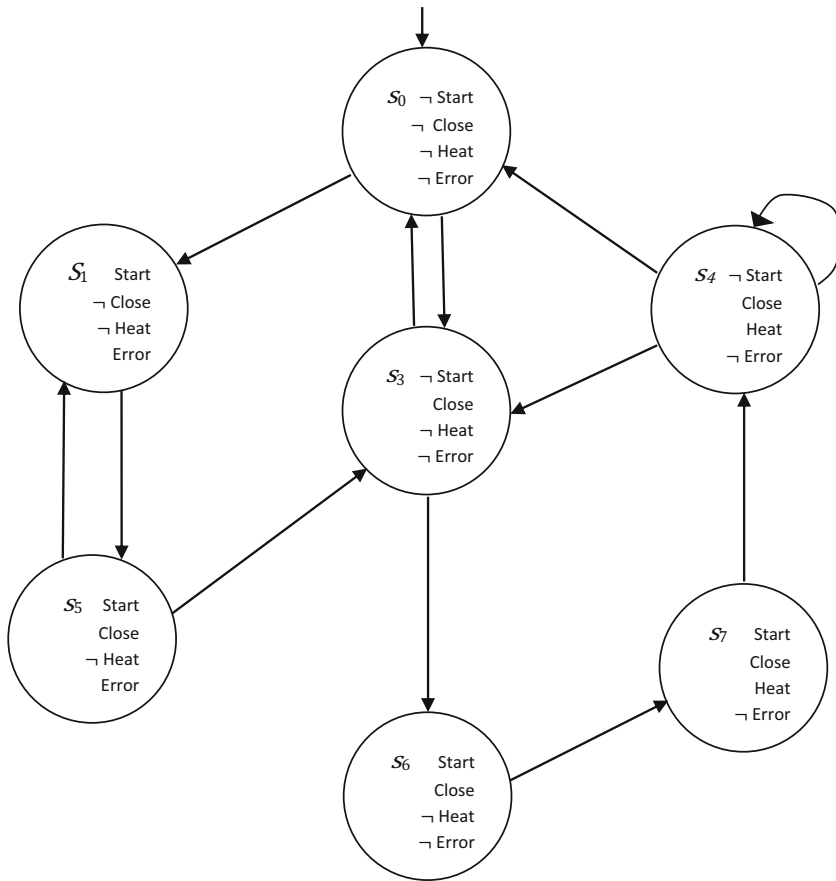 s0 ¬ Start
¬ Close
¬ Heat
¬ Error
S1 Start
¬ Close
¬ Heat
Error
s4 ¬ Start
Close
Heat
¬ Error
s3 ¬ Start
Close
¬ Heat
¬ Error
s5 Start
Close
¬ Heat
Error
s7 Start
Close
Heat
¬ Error
s6 Start
Close
¬ Heat
¬ Error